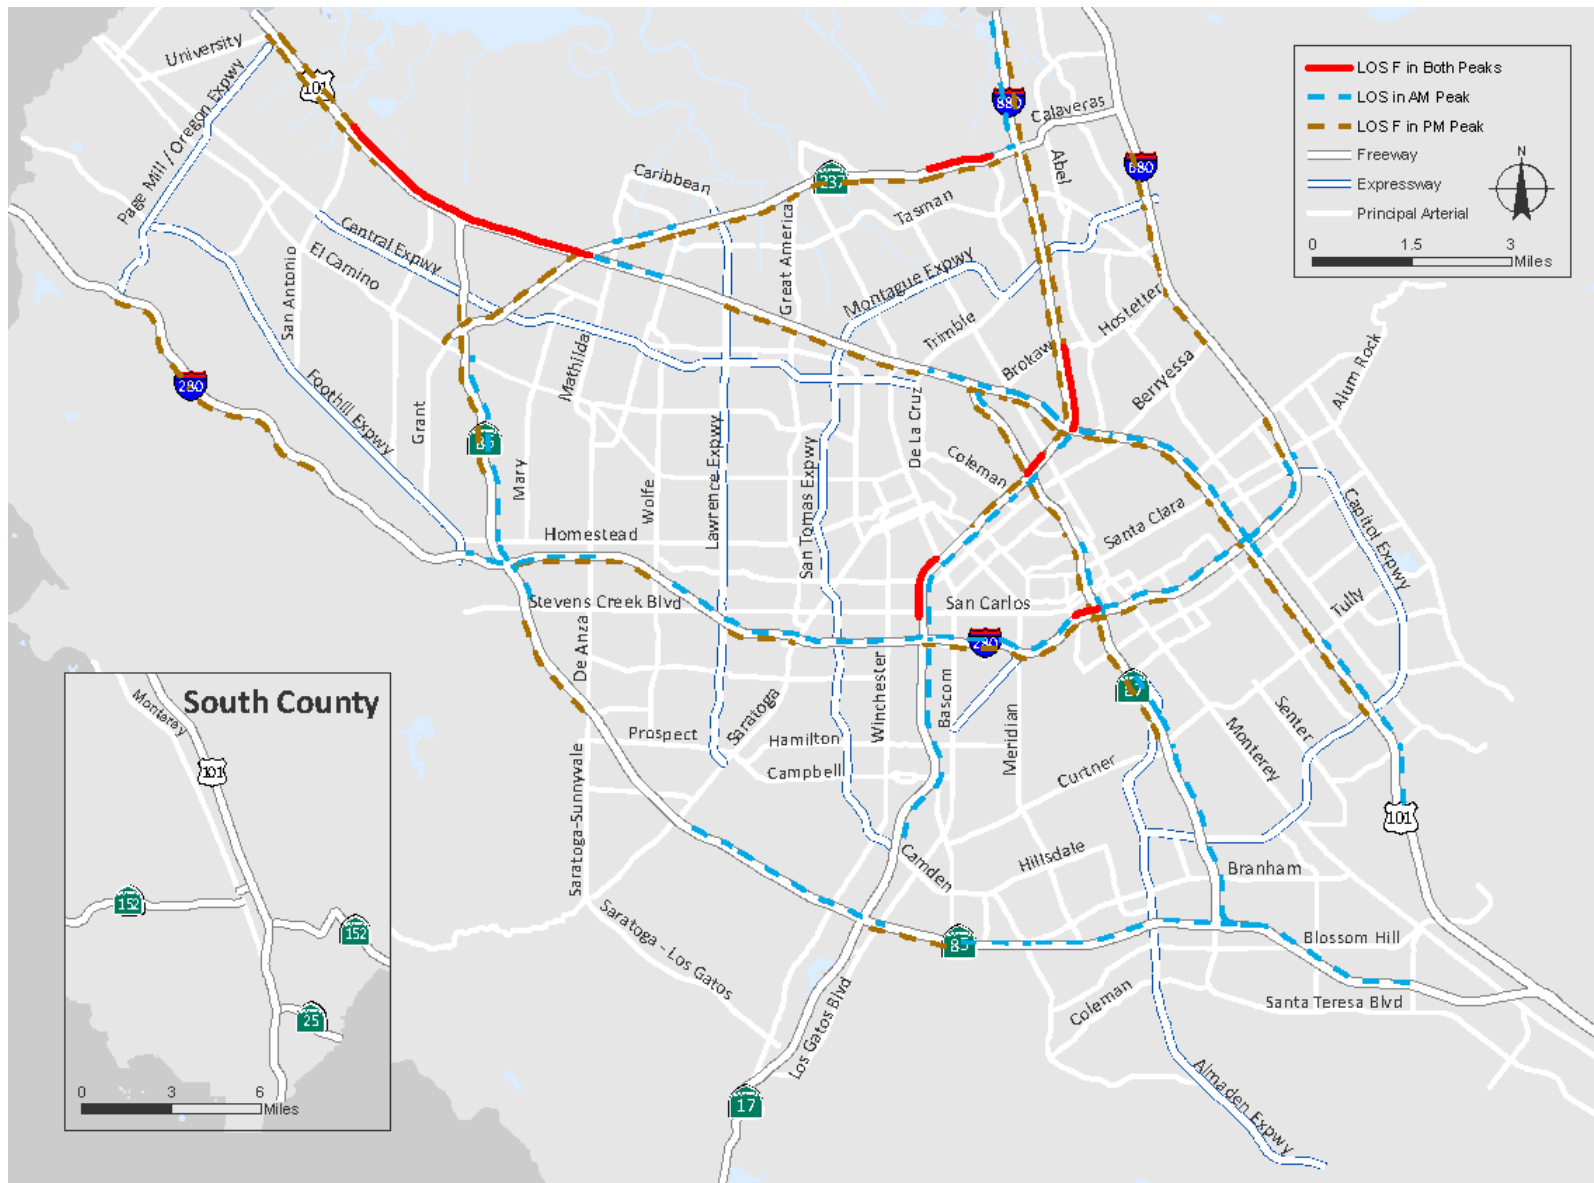 University
101
Page Mill / Oregon Expwy
880
Calaveras
LOS F in Both Peaks
LOS in AM Peak
LOS F in PM Peak
Freeway
Expressway
Principal Arterial
N
0 1.5 3
Miles
Abel
Caribbean
237
Tasman
Great America
Central Expwy
El Camino
San Antonio
Montague Expwy
Trimble
Hostetter
Brokaw
Berryessa
Alum Rock
Mathilda
280
Foothill Expwy
Grant
Mary
Wolfe
Lawrence Expwy
San Tomas Expwy
De La Cruz
Coleman
Santa Clara
Capitol Expwy
Homestead
Stevens Creek Blvd
San Carlos
Tully
De Anza
280
Winchester
Bascom
Meridian
Saratoga
Prospect
Hamilton
Campbell
Curtner
Monterey
Senter
101
Saratoga-Sunnyvale
Camden
Hillsdale
Branham
Saratoga - Los Gatos
Blossom Hill
Santa Teresa Blvd
Coleman
Los Gatos Blvd
Almaden Expwy
17
South County
Monterey
101
152
152
25
0 3 6
Miles